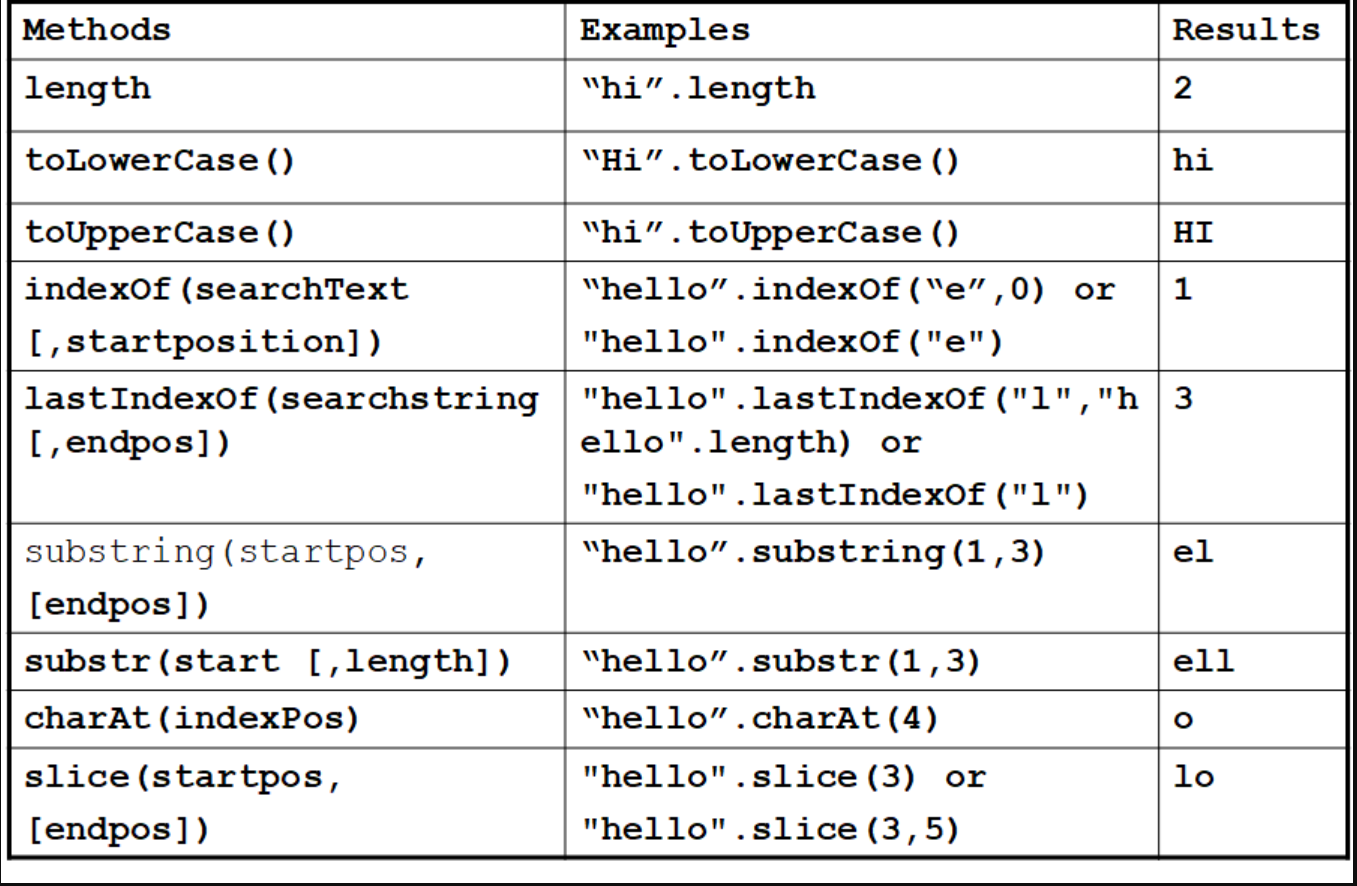 Methods Examples Results
length “hi”.length 2
toLowerCase() “Hi”.toLowerCase() hi
toUpperCase() “hi”.toUpperCase() HI
indexOf(searchText “hello”.indexOf(“e”,0) or 1
[,startposition]) "hello".indexOf("e")
lastIndexOf(searchstring "hello".lastIndexOf("l","h 3
[,endpos]) ello".length) or
"hello".lastIndexOf("l")
substring(startpos, “hello”.substring(1,3) el
[endpos])
substr(start [,length]) “hello”.substr(1,3) ell
charAt(indexPos) “hello”.charAt(4) o
slice(startpos, "hello".slice(3) or lo
[endpos]) "hello".slice(3,5)